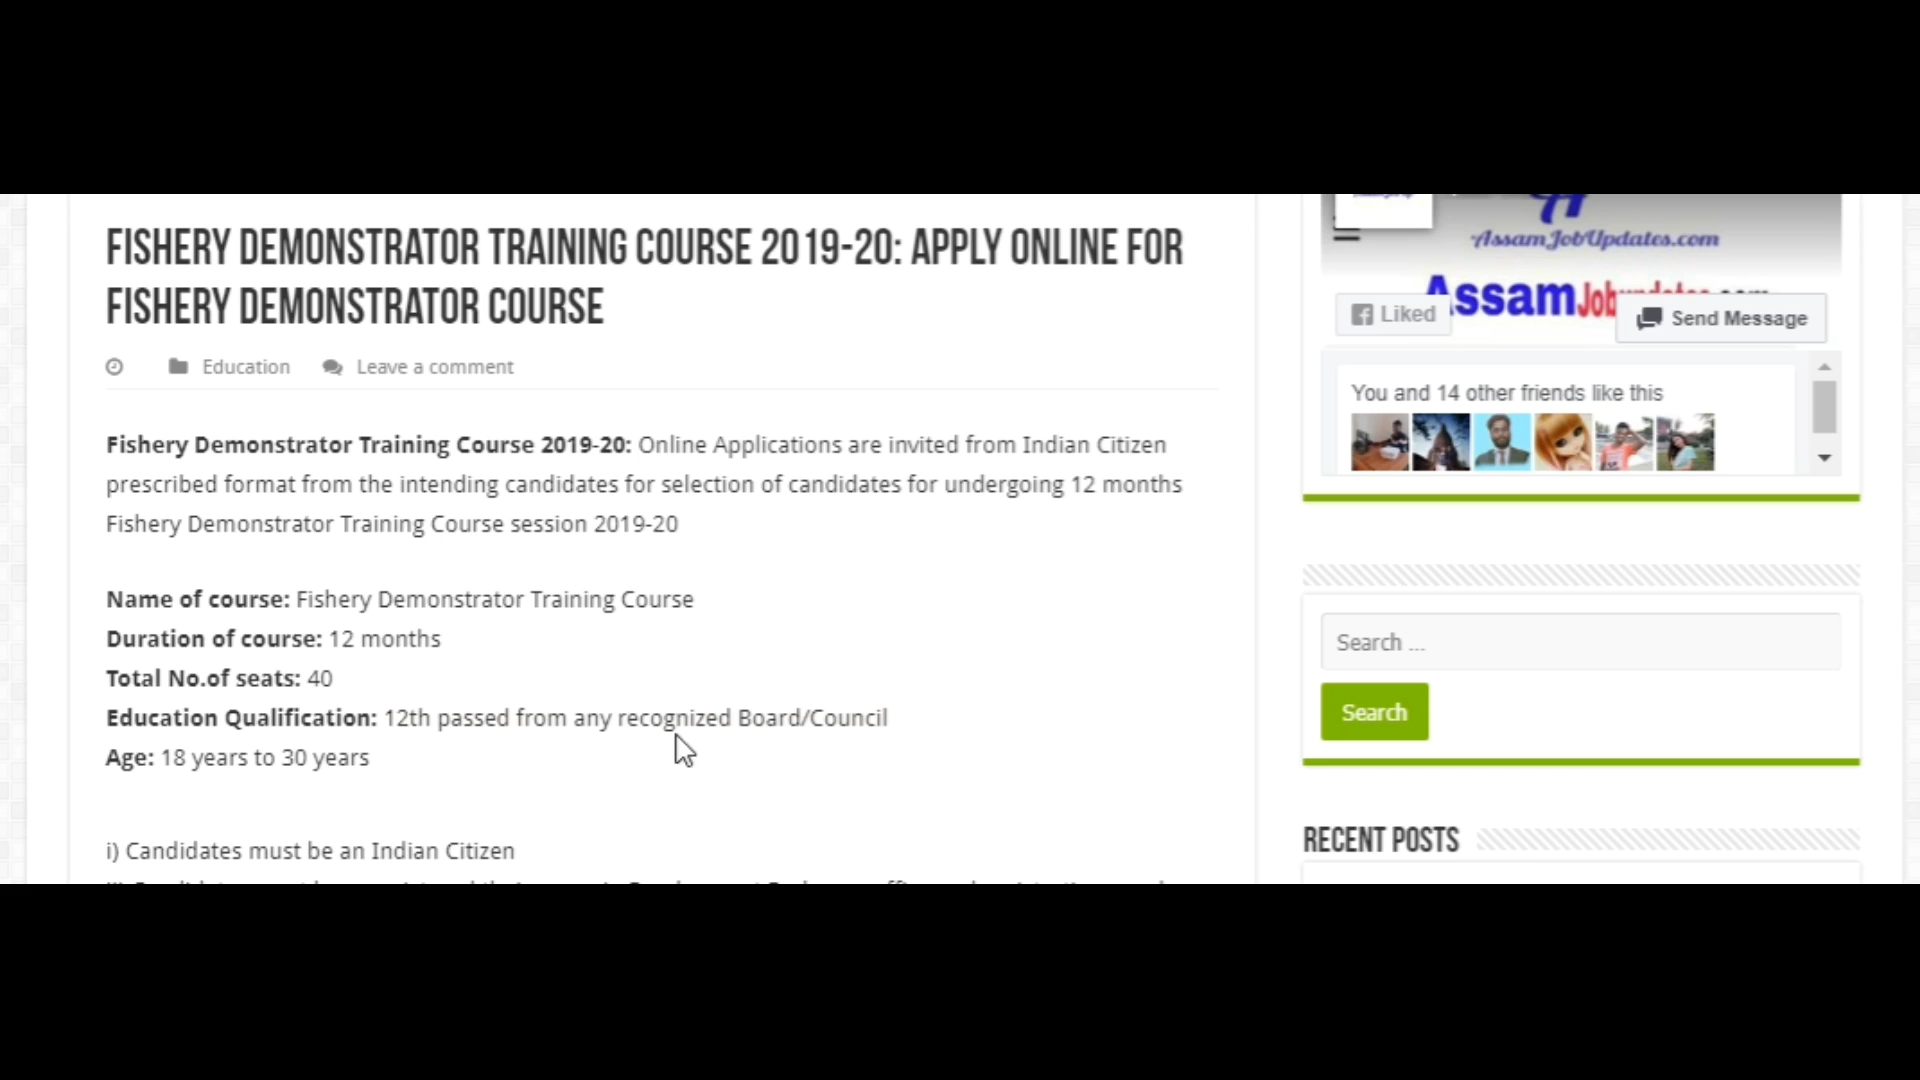 FISHERY DEMONSTRATOR TRAINING COURSE 2019-20: APPLY ONLINE FOR
FISHERY DEMONSTRATOR COURSE
Education Leave a comment
Fishery Demonstrator Training Course 2019-20: Online Applications are invited from Indian Citizen
prescribed format from the intending candidates for selection of candidates for undergoing 12 months
Fishery Demonstrator Training Course session 2019-20
Name of course: Fishery Demonstrator Training Course
Duration of course: 12 months
Total No.of seats: 40
Education Qualification: 12th passed from any recognized Board/Council
Age: 18 years to 30 years
i) Candidates must be an Indian Citizen
AssamJobUpdates.com
Liked
Send Message
You and 14 other friends like this
Search ...
Search
RECENT POSTS